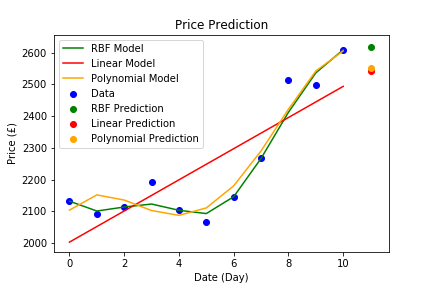 Price Prediction
RBF Model
Linear Model
Polynomial Model
Data
RBF Prediction
Linear Prediction
Polynomial Prediction
Price (£)
2600
2500
2400
2300
2200
2100
2000
0 2 4 6 8 10
Date (Day)